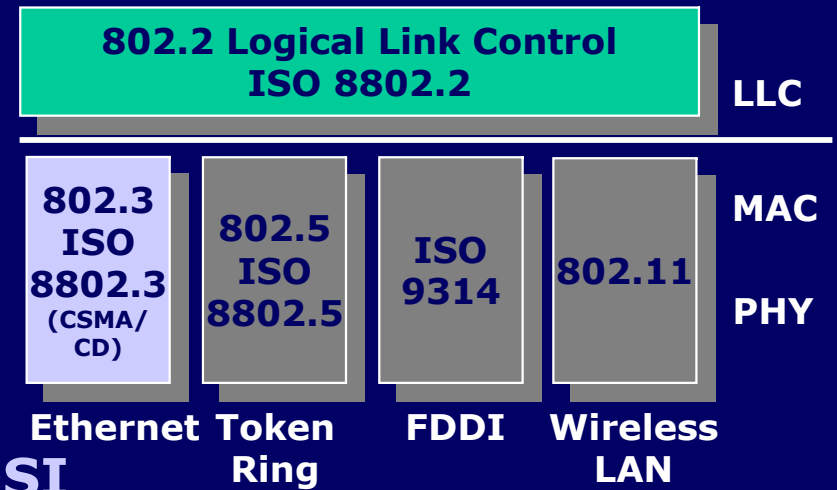 802.2 Logical Link Control
ISO 8802.2
LLC
802.3
ISO
8802.3
(CSMA/
CD)
802.5
ISO
8802.5
ISO
9314
802.11
MAC
PHY
Ethernet
Token
Ring
FDDI
Wireless
LAN
SI